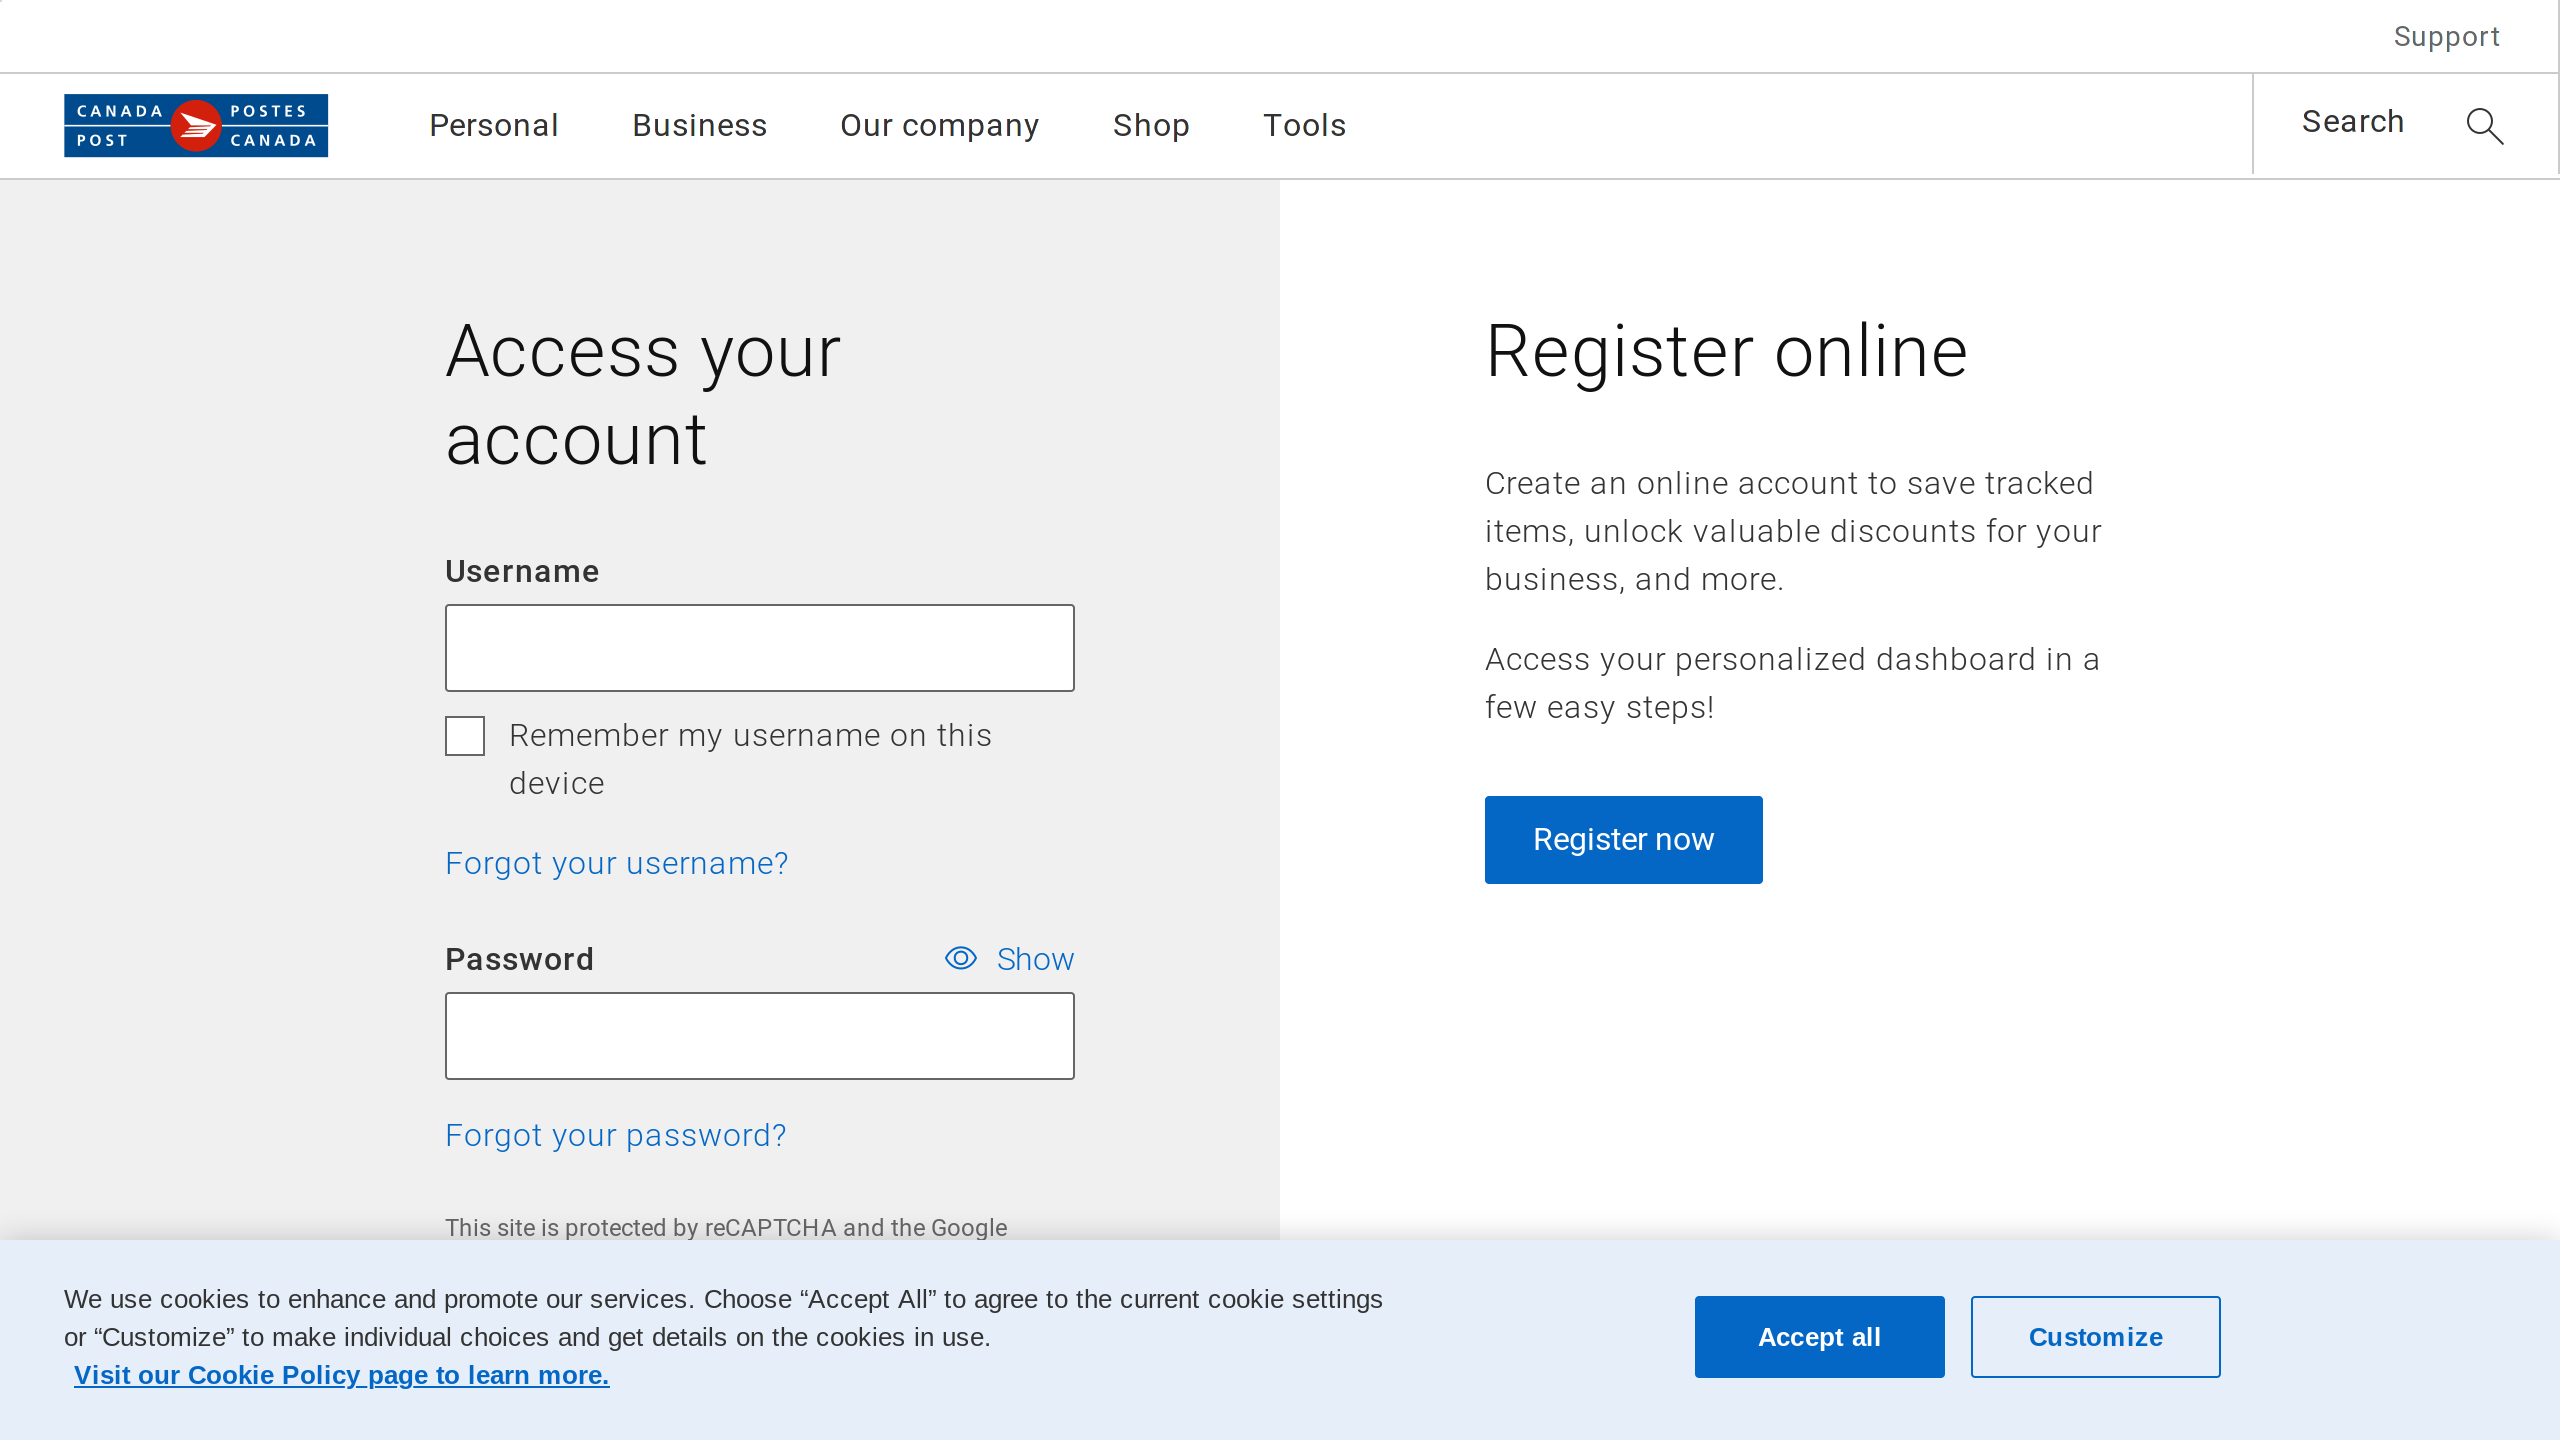 Support
CANADA POST
POSTES CANADA
Personal
Business
Our company
Shop
Tools
Search
Access your
account
Username
Remember my username on this
device
Forgot your username?
Password
Show
Forgot your password?
This site is protected by reCAPTCHA and the Google
Register online
Create an online account to save tracked
items, unlock valuable discounts for your
business, and more.
Access your personalized dashboard in a
few easy steps!
Register now
We use cookies to enhance and promote our services. Choose “Accept All” to agree to the current cookie settings
or “Customize” to make individual choices and get details on the cookies in use.
Visit our Cookie Policy page to learn more.
Accept all
Customize